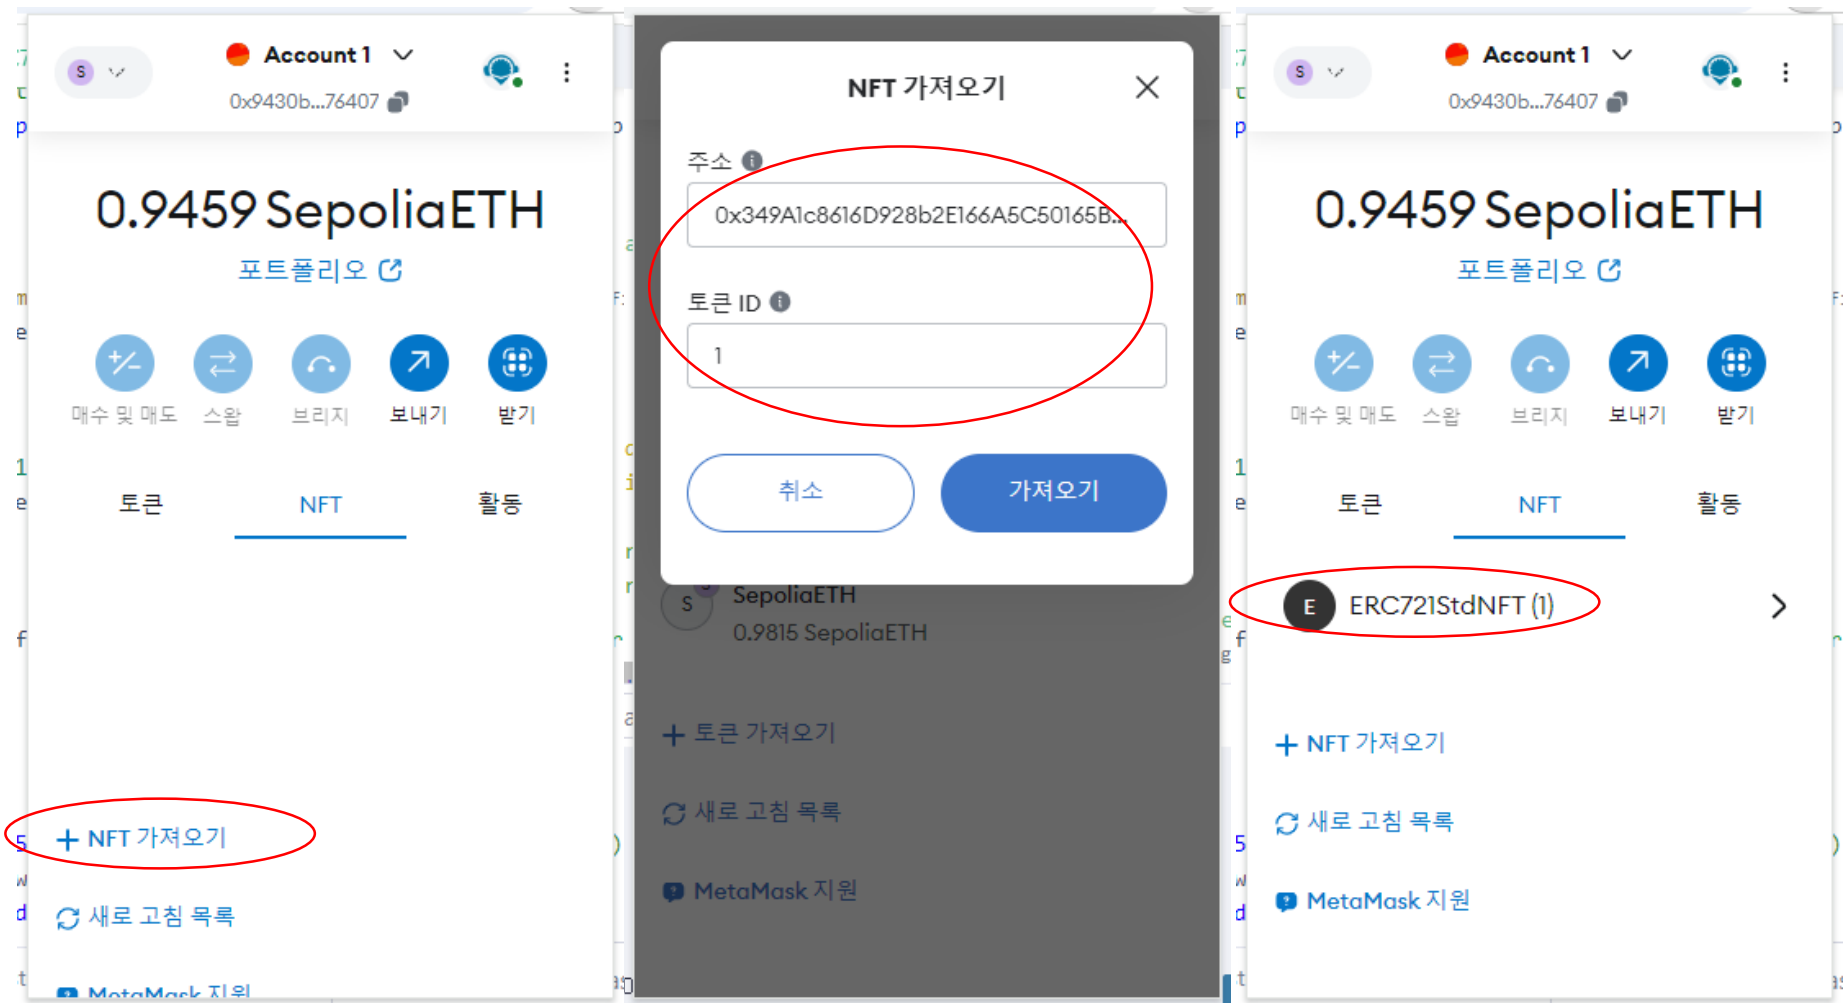 S
Account 1
0x9430b...76407
0.9459 SepoliaETH
포트폴리오
매수 및 매도
스왑
브리지
보내기
받기
토큰
NFT
활동
+ NFT 가져오기
새로 고침 목록
MetaMask 지원
NFT 가져오기
주소
0x349A1c8616D928b2E166A5C50165B...
토큰 ID
1
취소
가져오기
S
SepoliaETH
0.9815 SepoliaETH
+ 토큰 가져오기
새로 고침 목록
MetaMask 지원
S
Account 1
0x9430b...76407
0.9459 SepoliaETH
포트폴리오
매수 및 매도
스왑
브리지
보내기
받기
토큰
NFT
활동
E
ERC721StdNFT (1)
+ NFT 가져오기
새로 고침 목록
MetaMask 지원